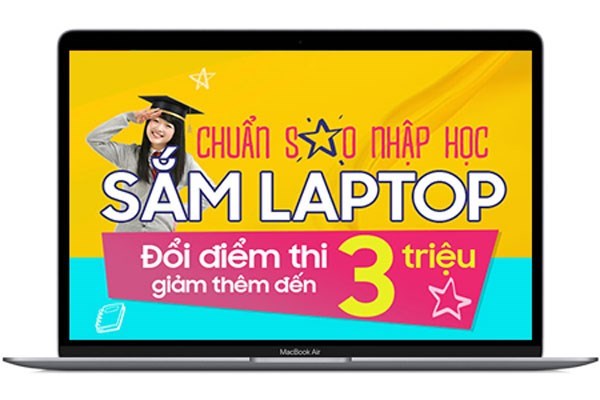 CHUẨN SAO NHẬP HỌC
SẮM LAPTOP
Đổi điểm thi
giảm thêm đến
3 triệu
MacBook Air